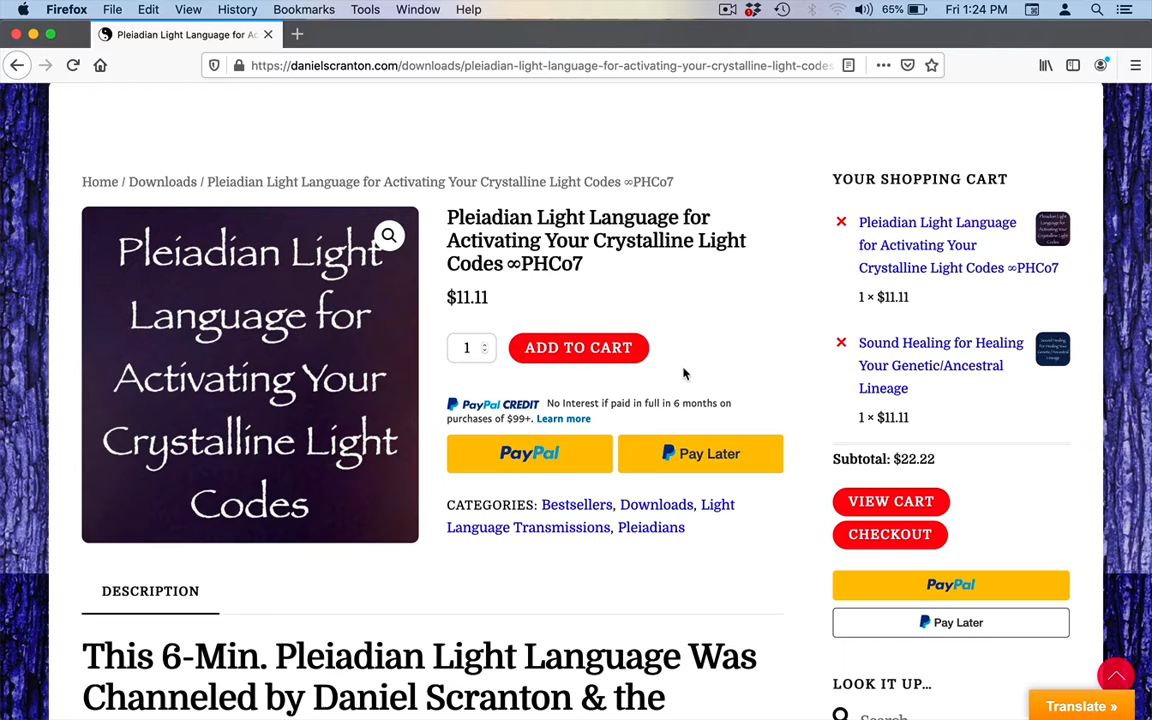 Firefox File Edit View History Bookmarks Tools Window Help 65% Fri 1:24 PM
Pleiadian Light Language for Ac
https://danielscranton.com/downloads/pleiadian-light-language-for-activating-your-crystalline-light-codes
Home / Downloads / Pleiadian Light Language for Activating Your Crystalline Light Codes ∞PHCo7
Pleiadian Light
Language for
Activating Your
Crystalline Light
Codes
Pleiadian Light Language for
Activating Your Crystalline Light
Codes ∞PHCo7
$11.11
1 ADD TO CART
PayPal CREDIT No Interest if paid in full in 6 months on
purchases of $99+. Learn more
PayPal Pay Later
CATEGORIES: Bestsellers, Downloads, Light
Language Transmissions, Pleiadians
DESCRIPTION
This 6-Min. Pleiadian Light Language Was
Channeled by Daniel Scranton & the
YOUR SHOPPING CART
Pleiadian Light Language
for Activating Your
Crystalline Light Codes ∞PHCo7
1 × $11.11
Sound Healing for Healing
Your Genetic/Ancestral
Lineage
1 × $11.11
Subtotal: $22.22
VIEW CART
CHECKOUT
PayPal
Pay Later
LOOK IT UP...
Search
Translate »